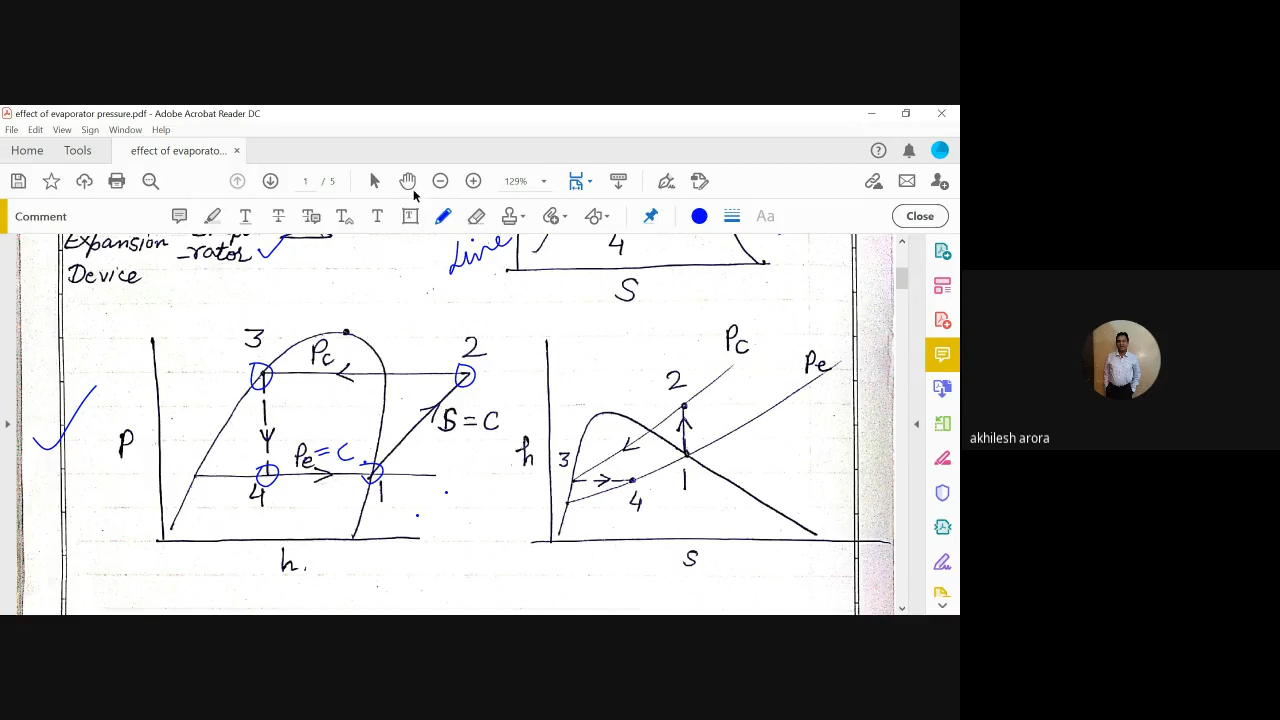 effect of evaporator pressure.pdf - Adobe Acrobat Reader DC
File Edit View Sign Window Help
Home Tools effect of evaporato... ×
1 / 5 129%
Comment Close
Expansion
-rator
Device
Line
4
S
3
Pc
2
S = C
P
Pe = C
4
1
h.
Pc
Pe
2
h
3
4
1
S
akhilesh arora